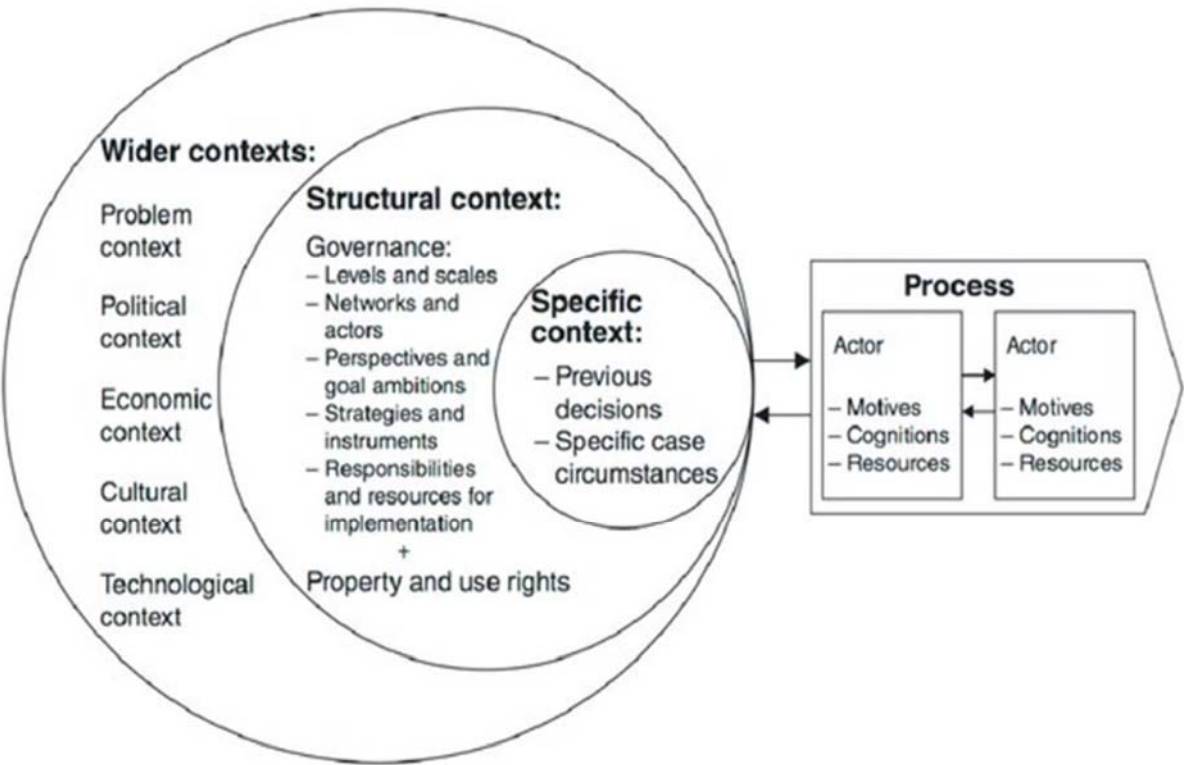 Wider contexts:
Problem
context
Political
context
Economic
context
Cultural
context
Technological
context
Structural context:
Governance:
– Levels and scales
– Networks and
actors
– Perspectives and
goal ambitions
– Strategies and
instruments
– Responsibilities
and resources for
implementation
+
Property and use rights
Specific
context:
– Previous
decisions
– Specific case
circumstances
Process
Actor
– Motives
– Cognitions
– Resources
Actor
– Motives
– Cognitions
– Resources